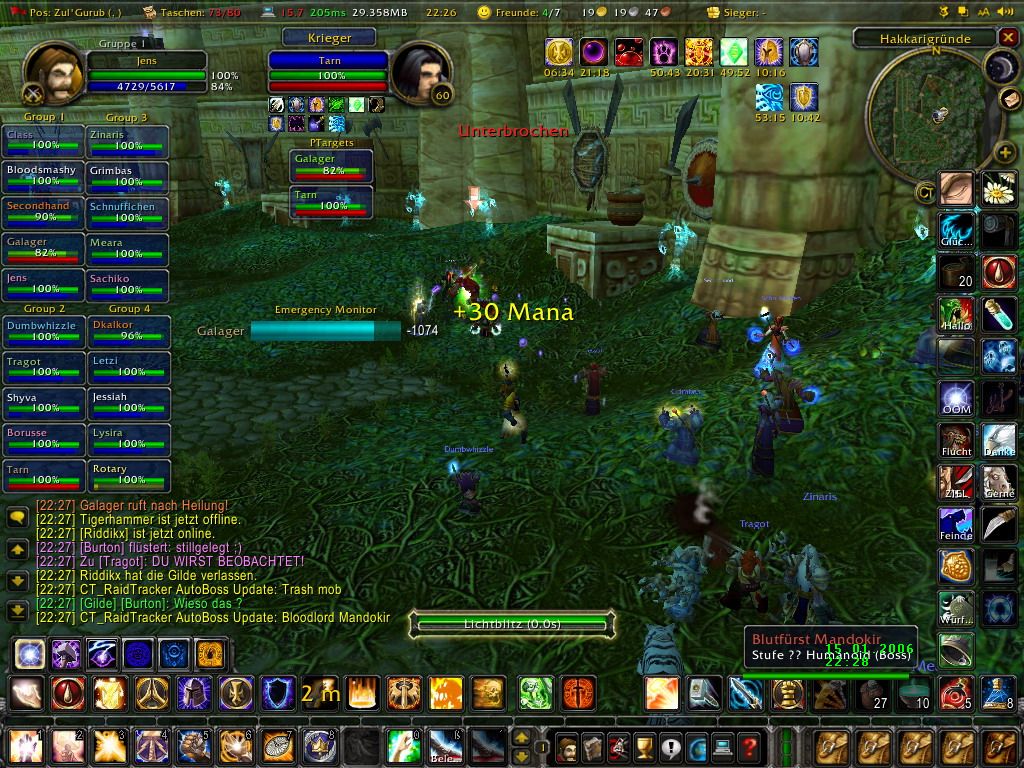 Pos: Zul'Gurub (, ) Taschen: 73/80 15.7 205ms 29.358MB 22:26 Freunde: 4/7 19 19 47 Sieger: -
Gruppe 1
Jens
100%
4729/5617 84%
Krieger
Tarn
100%
60
06:34 21:18 50:43 20:31 49:52 10:16
53:15 10:42
Hakkarigründe
N
Unterbrochen
PTargets
Galager
82%
Tarn
100%
Group 1 Group 3
Class 100%
Zinaris 100%
Bloodsmashy 100%
Grimbas 100%
Secondhand 90%
Schnufflchen 100%
Galager 82%
Meara 100%
Jens 100%
Sachiko 100%
Group 2 Group 4
Dumbwhizzle 100%
Dkalkor 96%
Tragot 100%
Letzi 100%
Shyva 100%
Jessiah 100%
Borusse 100%
Lysira 100%
Tarn 100%
Rotary 100%
Emergency Monitor
Galager -1074
+30 Mana
Grimbas
Dumbwhizzle
Zinaris
Tragot
[22:27] Galager ruft nach Heilung!
[22:27] Tigerhammer ist jetzt offline.
[22:27] [Riddikx] ist jetzt online.
[22:27] [Burton] flüstert: stillgelegt :)
[22:27] Zu [Tragot]: DU WIRST BEOBACHTET!
[22:27] Riddikx hat die Gilde verlassen.
[22:27] CT_RaidTracker AutoBoss Update: Trash mob
[22:27] [Gilde] [Burton]: Wieso das ?
[22:27] CT_RaidTracker AutoBoss Update: Bloodlord Mandokir
Lichtblitz (0.0s)
Blutfürst Mandokir
Stufe ?? Humanoid (Boss)
15.01.2006
22:28
Me
CT
Glüc...
20
Hallo
OOM
Flucht
Danke
ZIEL
Gerne
Feinde
Würf...
2 m
27
10
5
8
Bele...
1